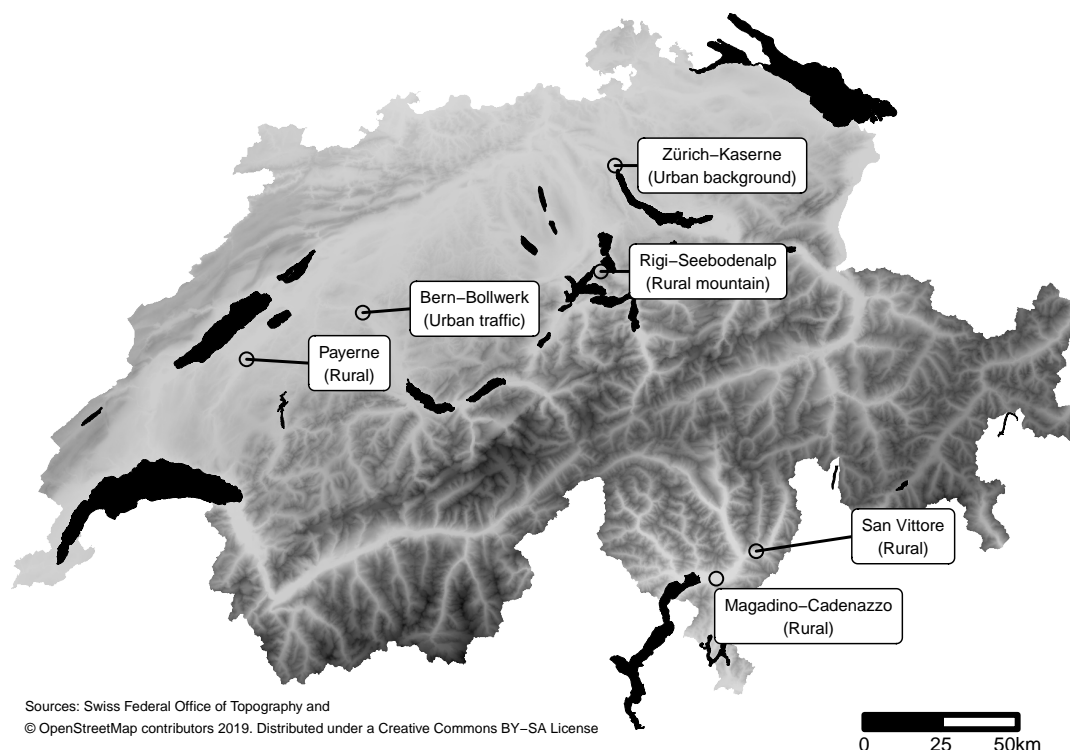 Zürich−Kaserne
(Urban background)
Rigi−Seebodenalp
(Rural mountain)
Bern−Bollwerk
(Urban traffic)
Payerne
(Rural)
San Vittore
(Rural)
Magadino−Cadenazzo
(Rural)
Sources: Swiss Federal Office of Topography and
© OpenStreetMap contributors 2019. Distributed under a Creative Commons BY−SA License
0 25 50km